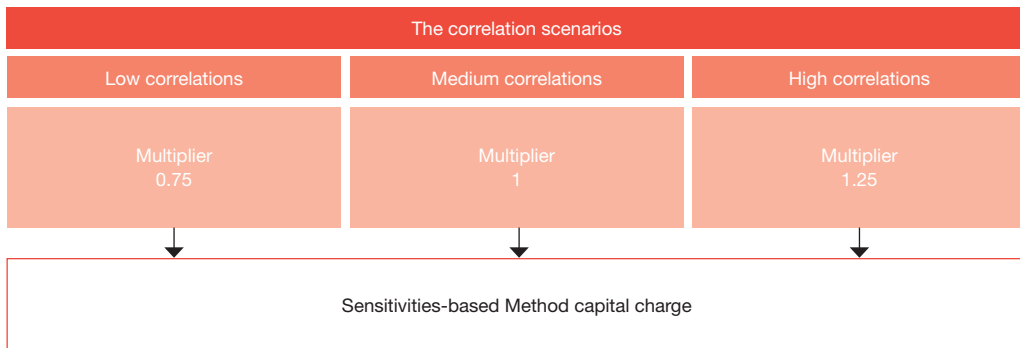 The correlation scenarios
Low correlations
Medium correlations
High correlations
Multiplier
0.75
Multiplier
1
Multiplier
1.25
Sensitivities-based Method capital charge